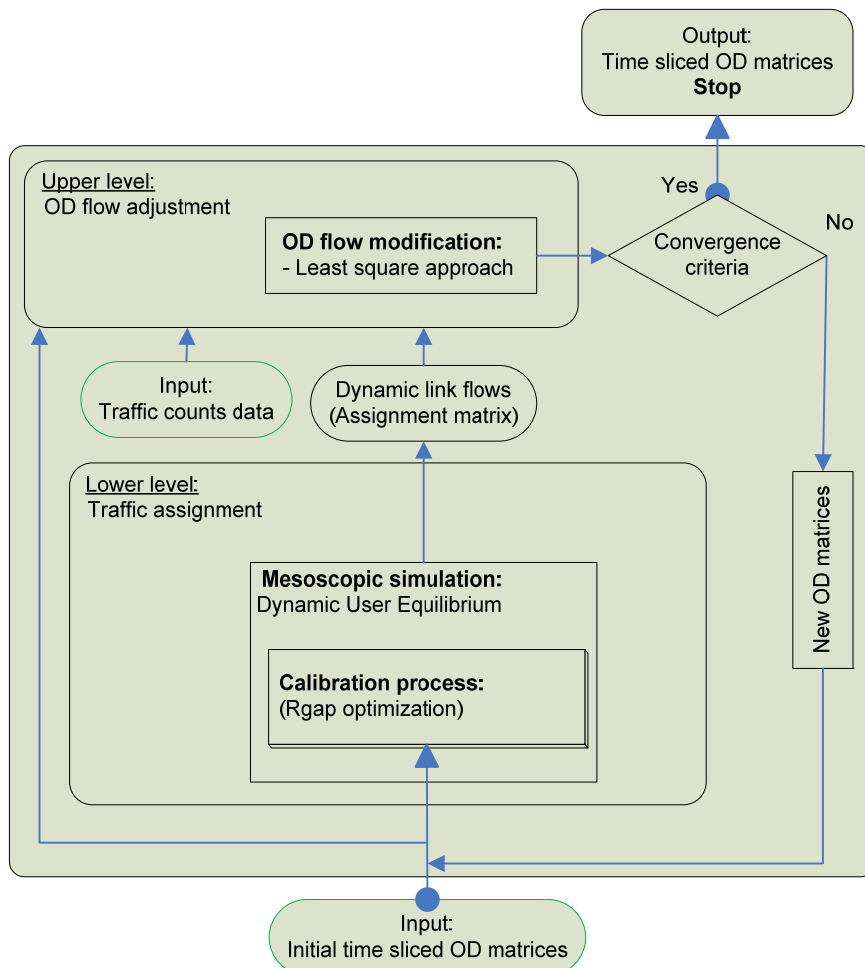 Output:
Time sliced OD matrices
Stop
Upper level:
OD flow adjustment
OD flow modification:
- Least square approach
Yes
No
Convergence
criteria
Input:
Traffic counts data
Dynamic link flows
(Assignment matrix)
Lower level:
Traffic assignment
Mesoscopic simulation:
Dynamic User Equilibrium
Calibration process:
(Rgap optimization)
New OD matrices
Input:
Initial time sliced OD matrices